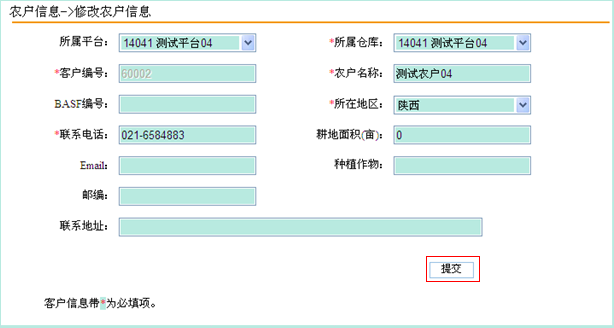 农户信息->修改农户信息
所属平台: 14041 测试平台04 *所属仓库: 14041 测试平台04
*客户编号: 60002 *农户名称: 测试农户04
BASF编号: *所在地区: 陕西
*联系电话: 021-6584883 耕地面积(亩): 0
Email: 种植作物:
邮编:
联系地址:
提交
客户信息带*为必填项。